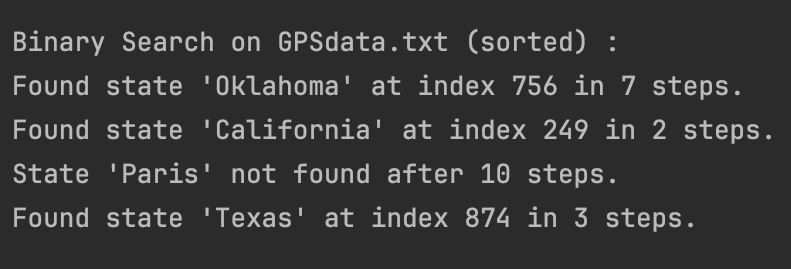 Binary Search on GPSdata.txt (sorted) :
Found state 'Oklahoma' at index 756 in 7 steps.
Found state 'California' at index 249 in 2 steps.
State 'Paris' not found after 10 steps.
Found state 'Texas' at index 874 in 3 steps.